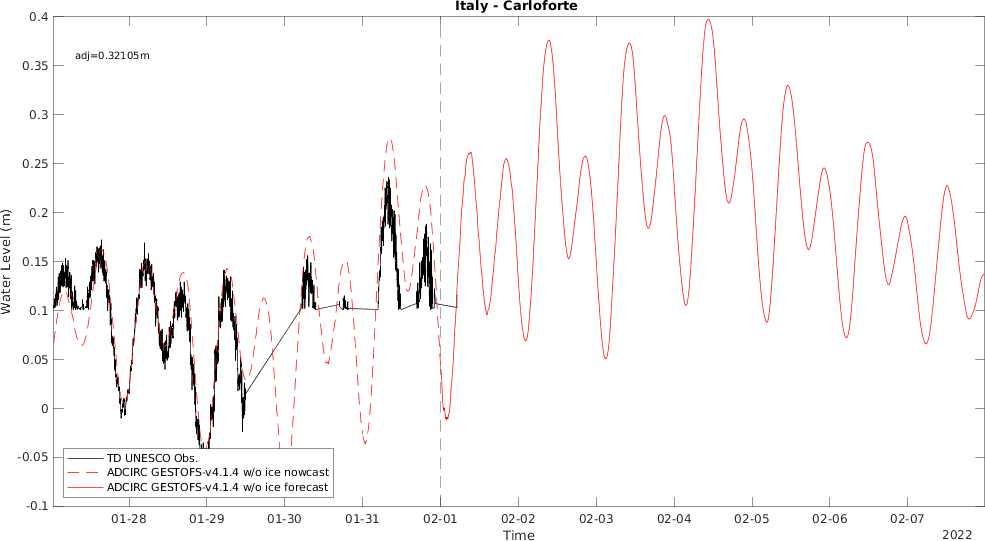 Italy - Carloforte
adj=0.32105m
0.4
0.35
0.3
0.25
0.2
0.15
0.1
0.05
0
-0.05
-0.1
Water Level (m)
TD UNESCO Obs.
ADCIRC GESTOFS-v4.1.4 w/o ice nowcast
ADCIRC GESTOFS-v4.1.4 w/o ice forecast
01-28 01-29 01-30 01-31 02-01 02-02 02-03 02-04 02-05 02-06 02-07
Time
2022